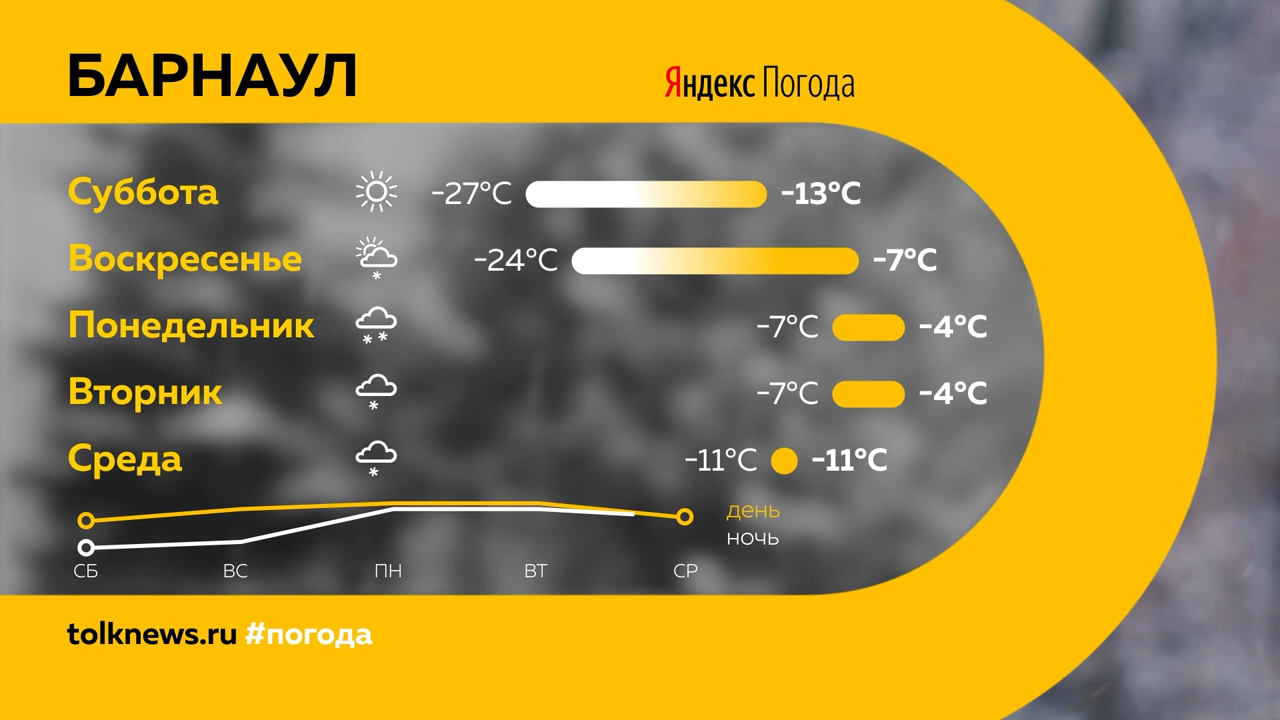 БАРНАУЛ
Яндекс Погода
Суббота -27°C -13°C
Воскресенье -24°C -7°C
Понедельник -7°C -4°C
Вторник -7°C -4°C
Среда -11°C -11°C
день
ночь
СБ ВС ПН ВТ СР
tolknews.ru #погода